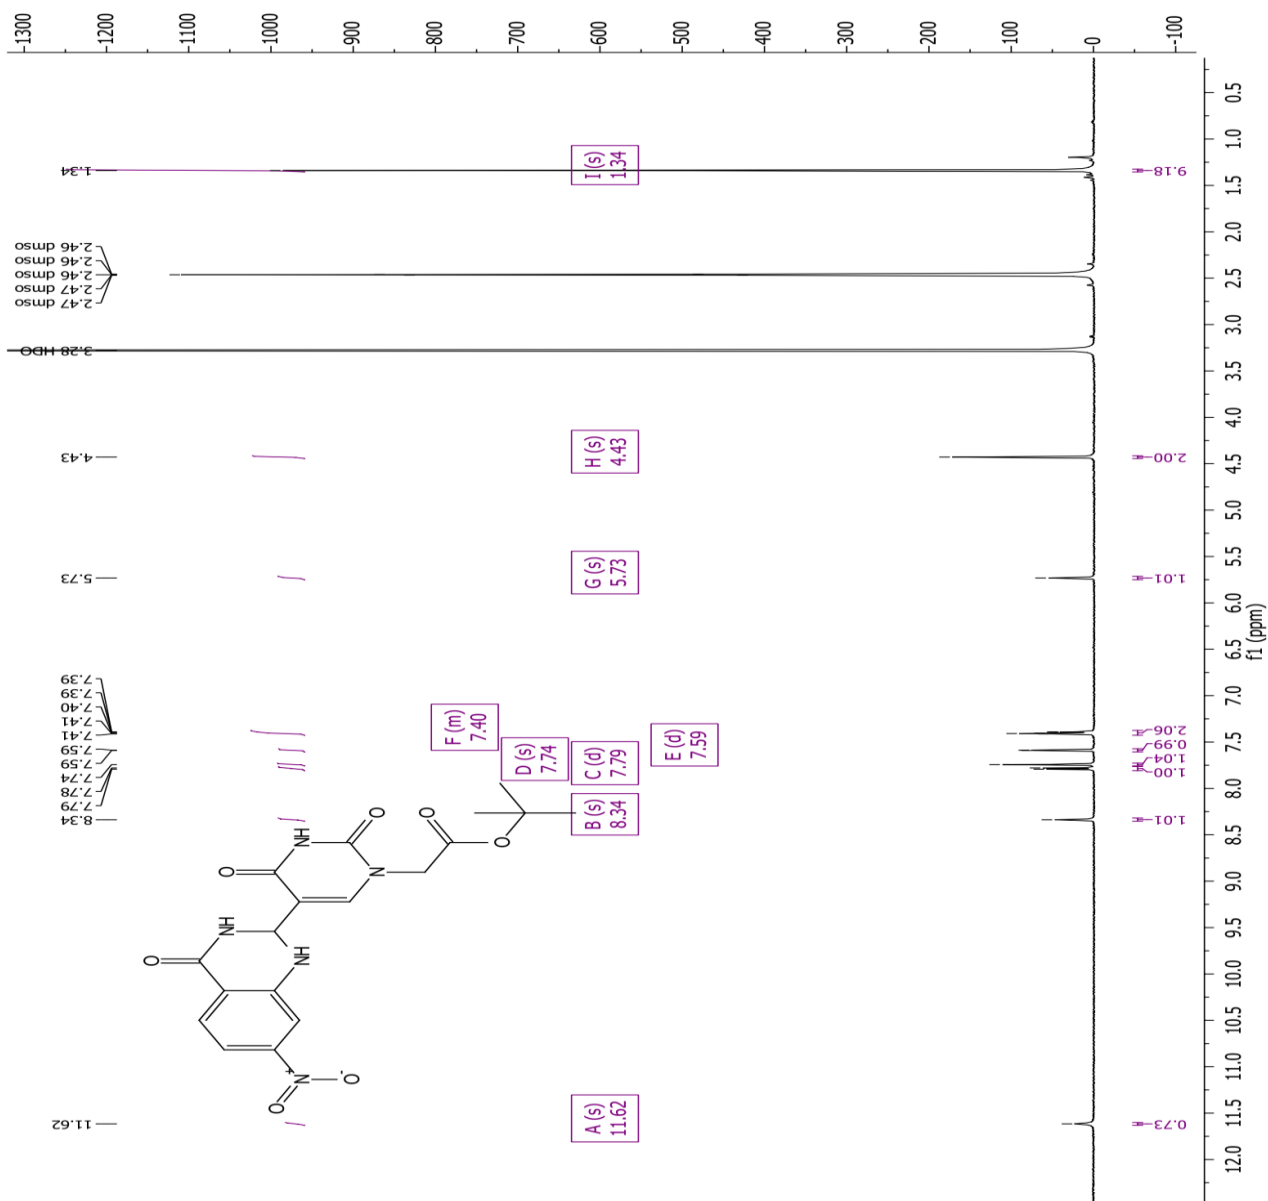 1300
1200
1100
1000
900
800
700
600
500
400
300
200
100
0
-100
1.34
2.46 dmso
2.46 dmso
2.46 dmso
2.47 dmso
2.47 dmso
3.28 HDO
4.43
5.73
7.39
7.39
7.40
7.41
7.41
7.59
7.59
7.74
7.78
7.79
8.34
11.62
I (s)
1.34
H (s)
4.43
G (s)
5.73
F (m)
7.40
D (s)
7.74
C (d)
7.79
E (d)
7.59
B (s)
8.34
A (s)
11.62
O
NH
O
O
O
N
NH
O
NH
N+
O
O-
9.18
2.00
1.01
2.06
0.99
1.04
1.00
1.01
0.73
0.5
1.0
1.5
2.0
2.5
3.0
3.5
4.0
4.5
5.0
5.5
6.0
6.5
7.0
7.5
8.0
8.5
9.0
9.5
10.0
10.5
11.0
11.5
12.0
f1 (ppm)